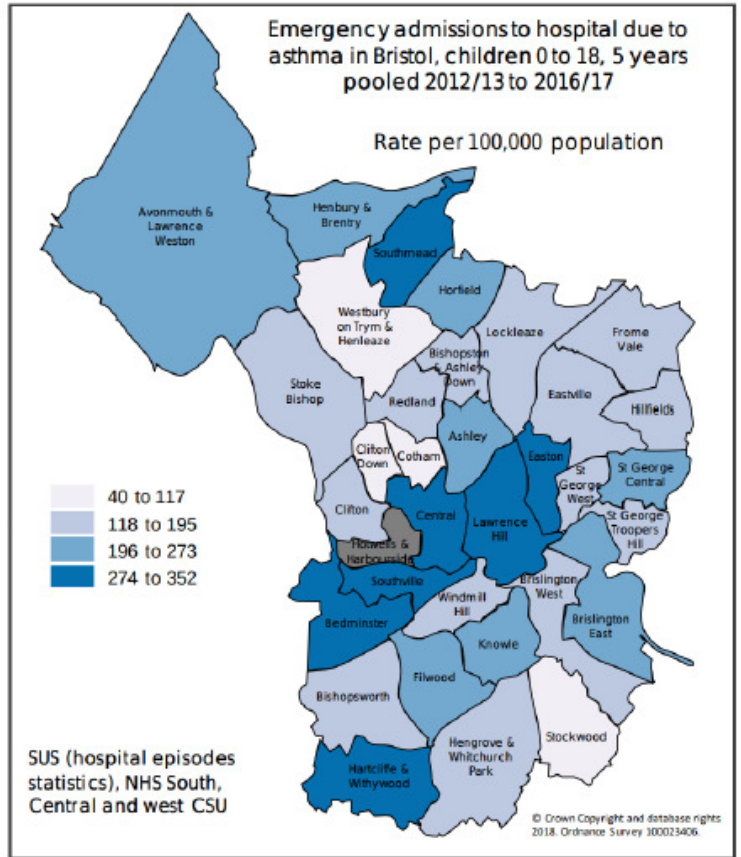 Emergency admissions to hospital due to
asthma in Bristol, children 0 to 18, 5 years
pooled 2012/13 to 2016/17
Rate per 100,000 population
Avonmouth &
Lawrence
Weston
Henbury &
Brentry
Southmead
Horfield
Westbury
on Trym &
Henleaze
Lockleaze
Frome
Vale
Bishopston
& Ashley
Down
Stoke
Bishop
Redland
Eastville
Hillfields
Ashley
Clifton
Down
Cotham
Easton
St
George
West
St George
Central
Clifton
Central
Lawrence
Hill
St George
Troopers
Hill
Hotwells &
Harbourside
Southville
Windmill
Hill
Brislington
West
Brislington
East
Bedminster
Knowle
Filwood
Bishopsworth
Stockwood
Hengrove &
Whitchurch
Park
Hartcliffe &
Withywood
40 to 117
118 to 195
196 to 273
274 to 352
SUS (hospital episodes
statistics), NHS South,
Central and west CSU
© Crown Copyright and database rights
2018. Ordnance Survey 100023406.